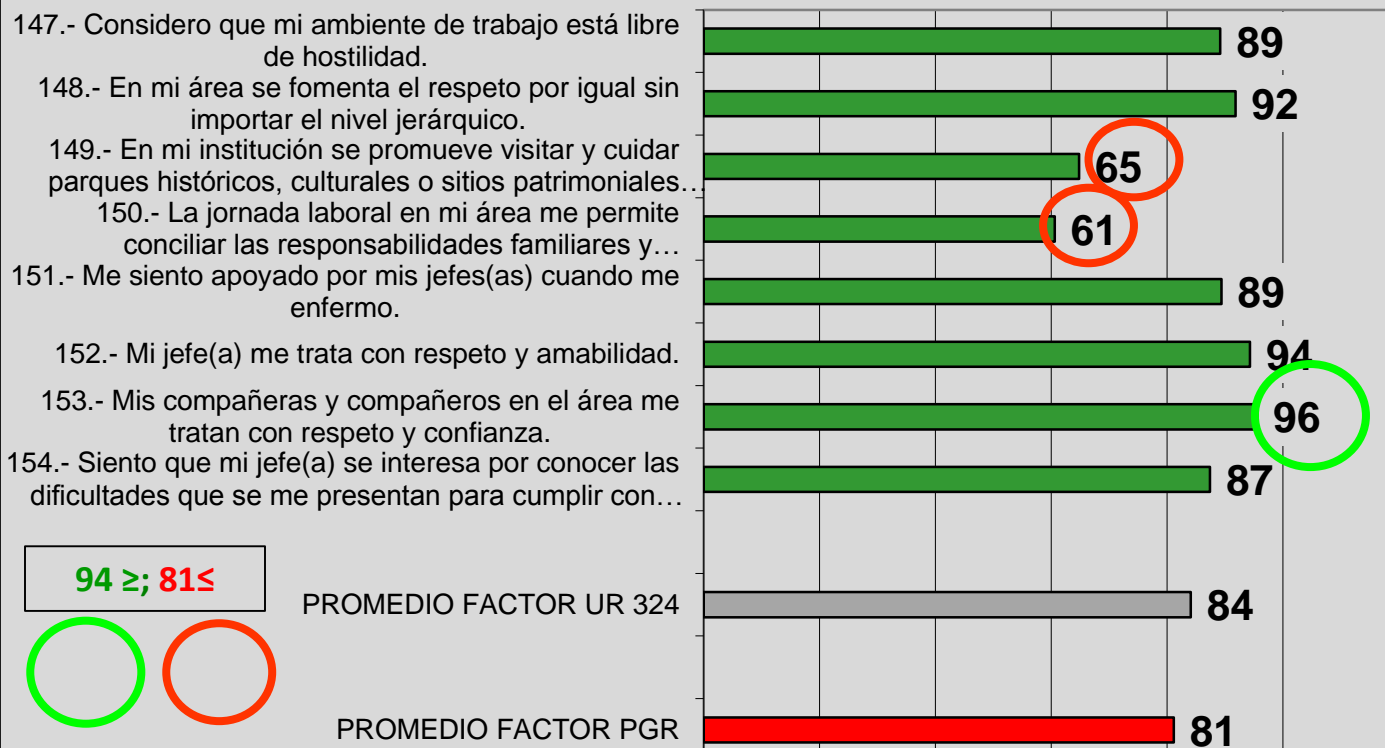 147.- Considero que mi ambiente de trabajo está libre
de hostilidad.
89
148.- En mi área se fomenta el respeto por igual sin
importar el nivel jerárquico.
92
149.- En mi institución se promueve visitar y cuidar
parques históricos, culturales o sitios patrimoniales…
65
150.- La jornada laboral en mi área me permite
conciliar las responsabilidades familiares y…
61
151.- Me siento apoyado por mis jefes(as) cuando me
enfermo.
89
152.- Mi jefe(a) me trata con respeto y amabilidad.
94
153.- Mis compañeras y compañeros en el área me
tratan con respeto y confianza.
96
154.- Siento que mi jefe(a) se interesa por conocer las
dificultades que se me presentan para cumplir con…
87
94 ≥; 81≤
PROMEDIO FACTOR UR 324
84
PROMEDIO FACTOR PGR
81